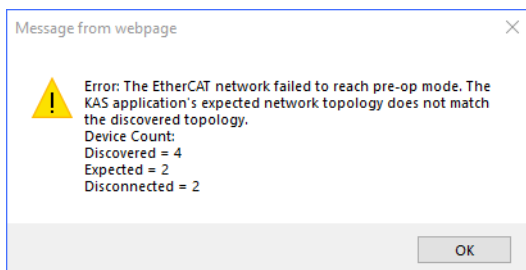 Message from webpage
Error: The EtherCAT network failed to reach pre-op mode. The
KAS application's expected network topology does not match
the discovered topology.
Device Count:
Discovered = 4
Expected = 2
Disconnected = 2
OK